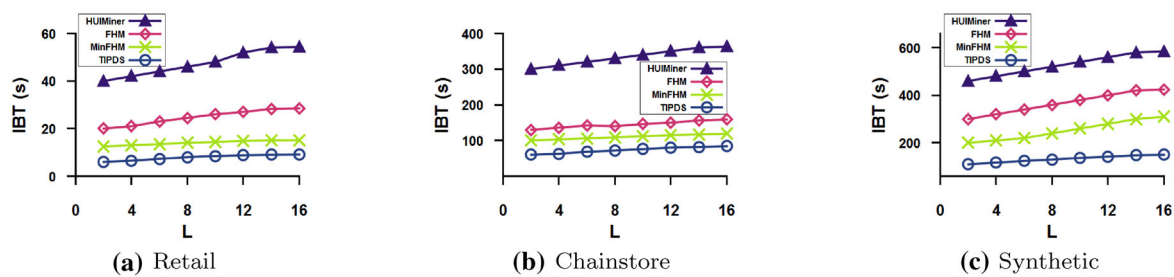 HUIMiner
FHM
MinFHM
TIPDS
60
40
20
0
IBT (s)
0 4 8 12 16
L
(a) Retail
HUIMiner
FHM
MinFHM
TIPDS
400
300
200
100
IBT (s)
0 4 8 12 16
L
(b) Chainstore
HUIMiner
FHM
MinFHM
TIPDS
600
400
200
IBT (s)
0 4 8 12 16
L
(c) Synthetic